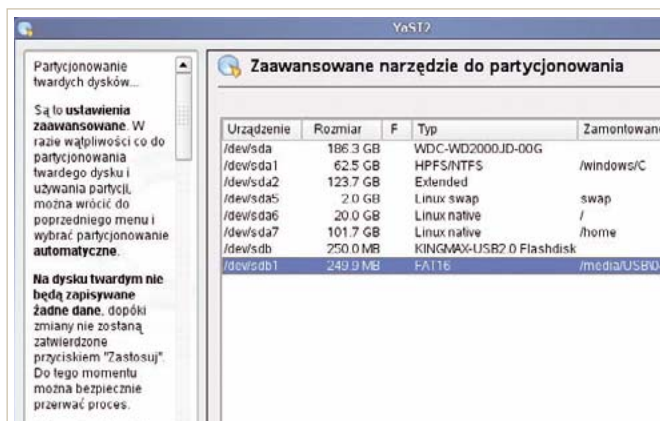 YaST2
Partycjonowanie
twardych dysków...
Są to ustawienia
zaawansowane. W
razie wątpliwości co do
partycjonowania
twardego dysku i
używania partycji,
można wrócić do
poprzedniego menu i
wybrać partycjonowanie
automatyczne.
Na dysku twardym nie
będą zapisywane
żadne dane, dopóki
zmiany nie zostaną
zatwierdzone
przyciskiem "Zastosuj".
Do tego momentu
można bezpiecznie
przerwać proces.
Zaawansowane narzędzie do partycjonowania
Urządzenie Rozmiar F Typ Zamontowane
/dev/sda 186.3 GB WDC-WD2000JD-00G
/dev/sda1 62.5 GB HPFS/NTFS /windows/C
/dev/sda2 123.7 GB Extended
/dev/sda5 2.0 GB Linux swap swap
/dev/sda6 20.0 GB Linux native /
/dev/sda7 101.7 GB Linux native /home
/dev/sdb 250.0 MB KINGMAX-USB2.0 Flashdisk
/dev/sdb1 249.9 MB FAT16